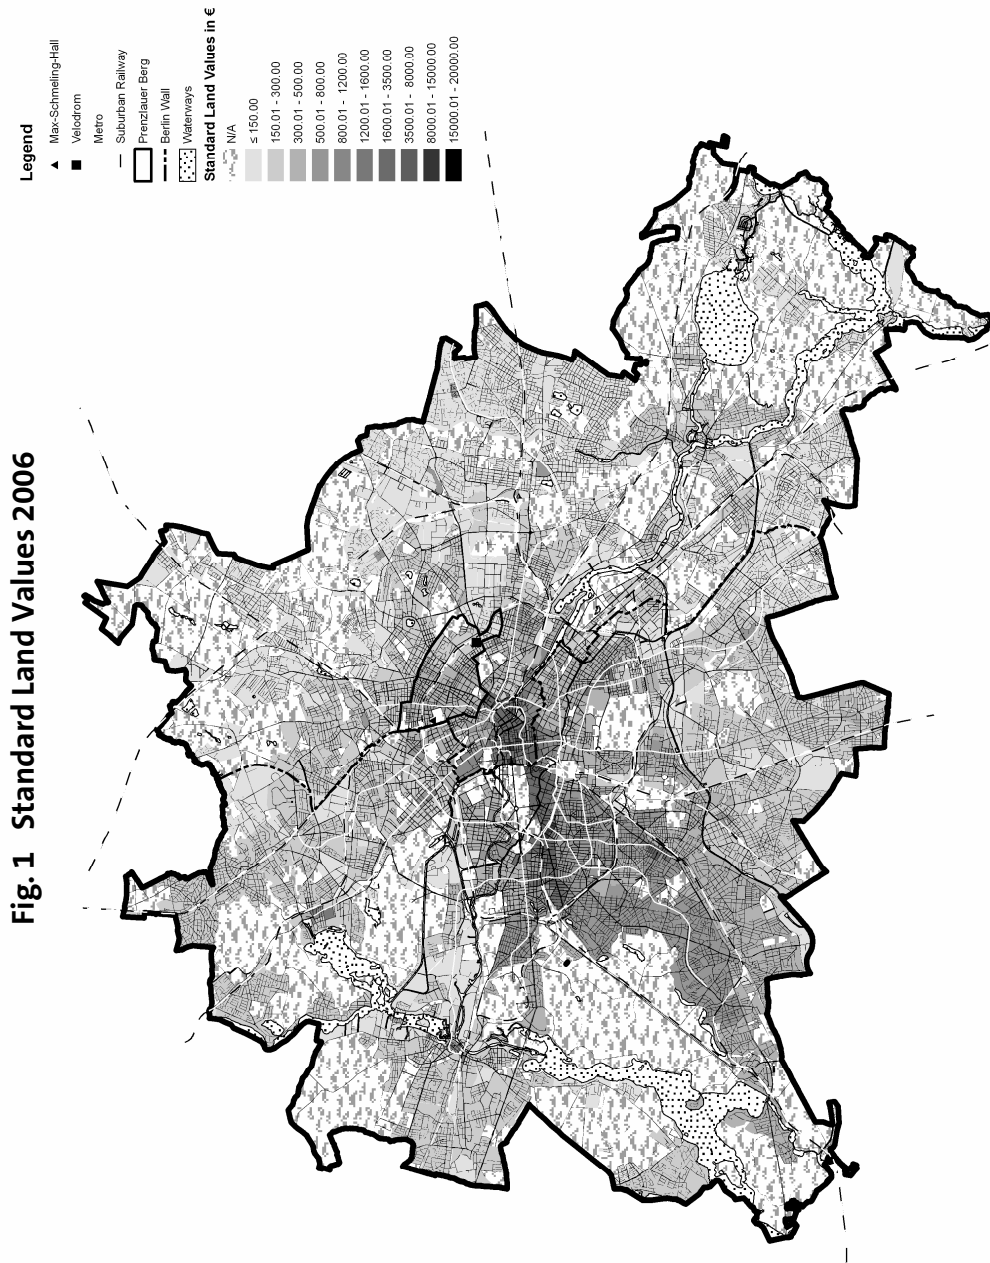 Fig. 1 Standard Land Values 2006
Legend
Max-Schmeling-Hall
Velodrom
Metro
Suburban Railway
Prenzlauer Berg
Berlin Wall
Waterways
Standard Land Values in €
N/A
≤ 150.00
150.01 - 300.00
300.01 - 500.00
500.01 - 800.00
800.01 - 1200.00
1200.01 - 1600.00
1600.01 - 3500.00
3500.01 - 8000.00
8000.01 - 15000.00
15000.01 - 20000.00